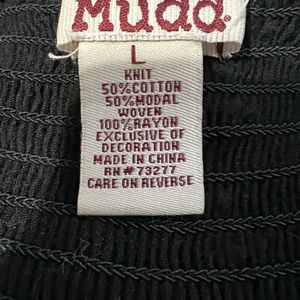 Mudd
L
KNIT
50%COTTON
50%MODAL
WOVEN
100%RAYON
EXCLUSIVE OF
DECORATION
MADE IN CHINA
RN#73277
CARE ON REVERSE